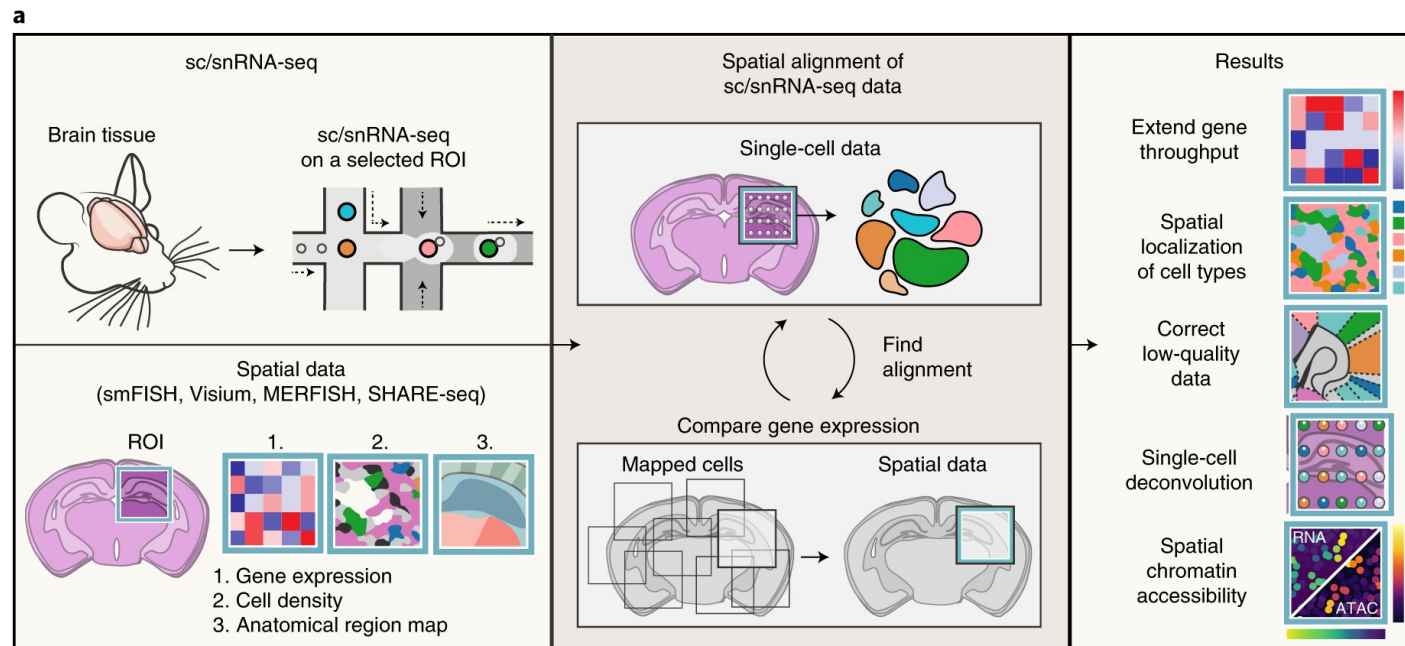 a
sc/snRNA-seq
Brain tissue
sc/snRNA-seq
on a selected ROI
Spatial data
(smFISH, Visium, MERFISH, SHARE-seq)
ROI
1.
2.
3.
1. Gene expression
2. Cell density
3. Anatomical region map
Spatial alignment of
sc/snRNA-seq data
Single-cell data
Find
alignment
Compare gene expression
Mapped cells
Spatial data
Results
Extend gene
throughput
Spatial
localization
of cell types
Correct
low-quality
data
Single-cell
deconvolution
Spatial
chromatin
accessibility
RNA
ATAC